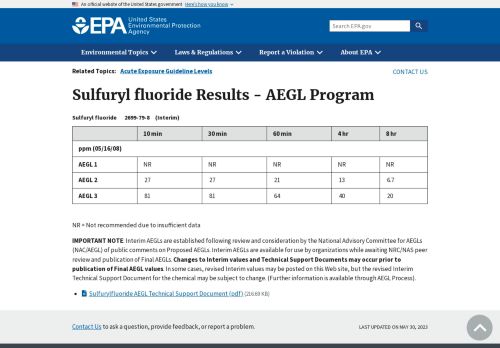 An official website of the United States government Here's how you know
EPA United States
Environmental Protection
Agency
Search EPA.gov
Environmental Topics Laws & Regulations Report a Violation About EPA
Related Topics: Acute Exposure Guideline Levels CONTACT US
Sulfuryl fluoride Results - AEGL Program
Sulfuryl fluoride 2699-79-8 (Interim)
10 min 30 min 60 min 4 hr 8 hr
ppm (05/16/08)
AEGL 1 NR NR NR NR NR
AEGL 2 27 27 21 13 6.7
AEGL 3 81 81 64 40 20
NR = Not recommended due to insufficient data
IMPORTANT NOTE: Interim AEGLs are established following review and consideration by the National Advisory Committee for AEGLs
(NAC/AEGL) of public comments on Proposed AEGLs. Interim AEGLs are available for use by organizations while awaiting NRC/NAS peer
review and publication of Final AEGLs. Changes to Interim values and Technical Support Documents may occur prior to
publication of Final AEGL values. In some cases, revised Interim values may be posted on this Web site, but the revised Interim
Technical Support Document for the chemical may be subject to change. (Further information is available through AEGL Process).
Sulfurylfluoride AEGL Technical Support Document (pdf) (216.69 KB)
Contact Us to ask a question, provide feedback, or report a problem. LAST UPDATED ON MAY 30, 2023